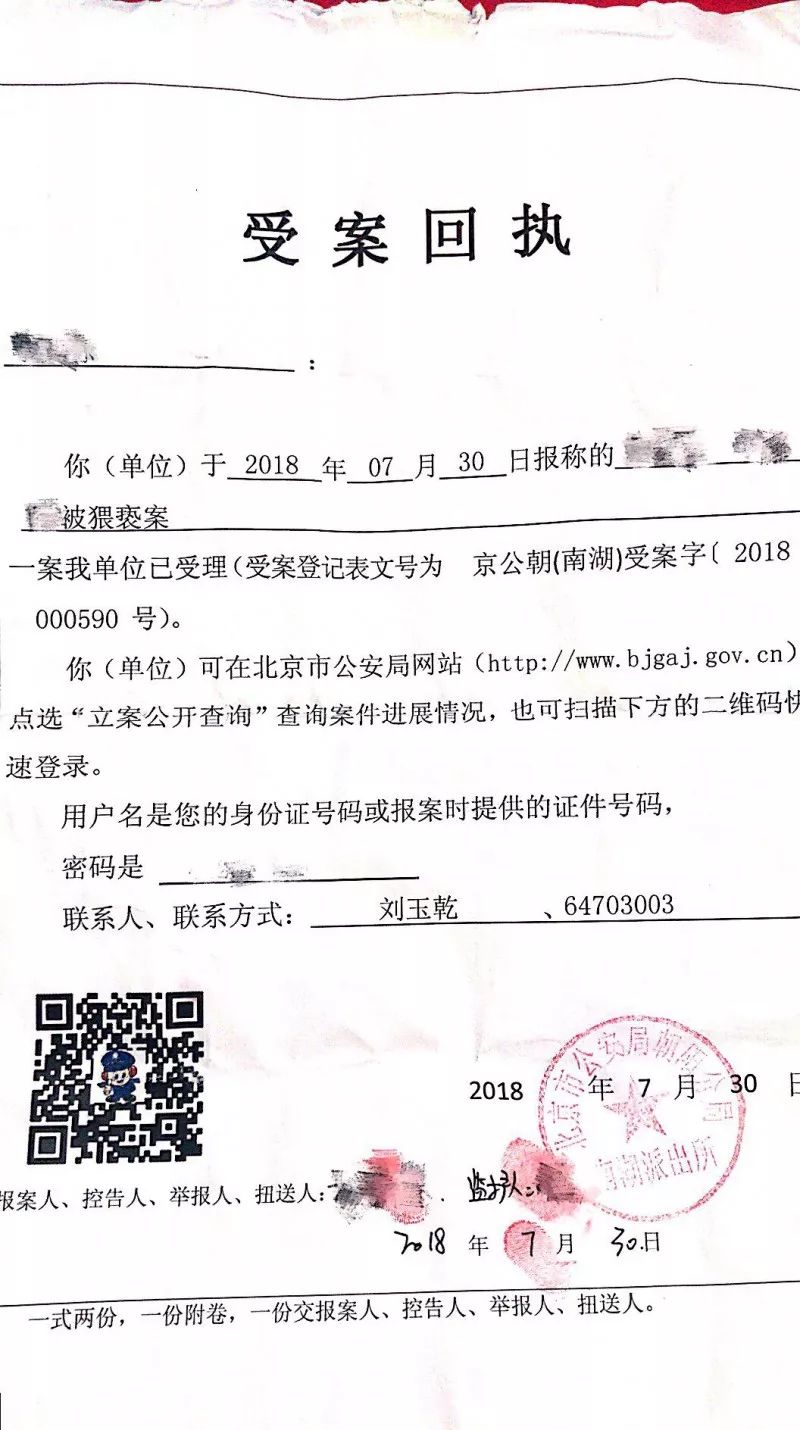 受案回执
：
你（单位）于 2018 年 07 月 30 日报称的
被猥亵案
一案我单位已受理（受案登记表文号为 京公朝(南湖)受案字〔 2018
000590 号）。
你（单位）可在北京市公安局网站（http://www.bjgaj.gov.cn）
点选“立案公开查询”查询案件进展情况，也可扫描下方的二维码快
速登录。
用户名是您的身份证号码或报案时提供的证件号码，
密码是
联系人、联系方式： 刘玉乾 、64703003
北京市公安局朝阳分局
南湖派出所
2018 年 7 月 30 日
报案人、控告人、举报人、扭送人： 监护人：
2018 年 7 月 30日
一式两份，一份附卷，一份交报案人、控告人、举报人、扭送人。